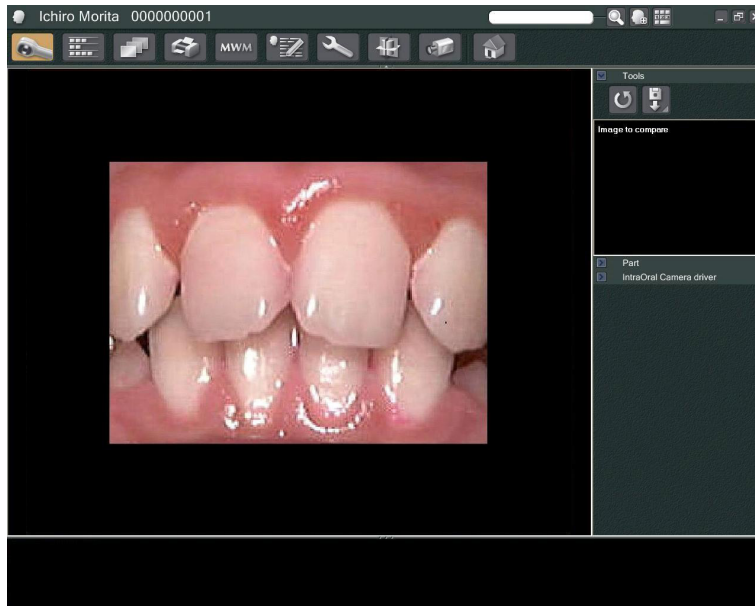 Ichiro Morita 0000000001
MWM
Tools
Image to compare
Part
IntraOral Camera driver